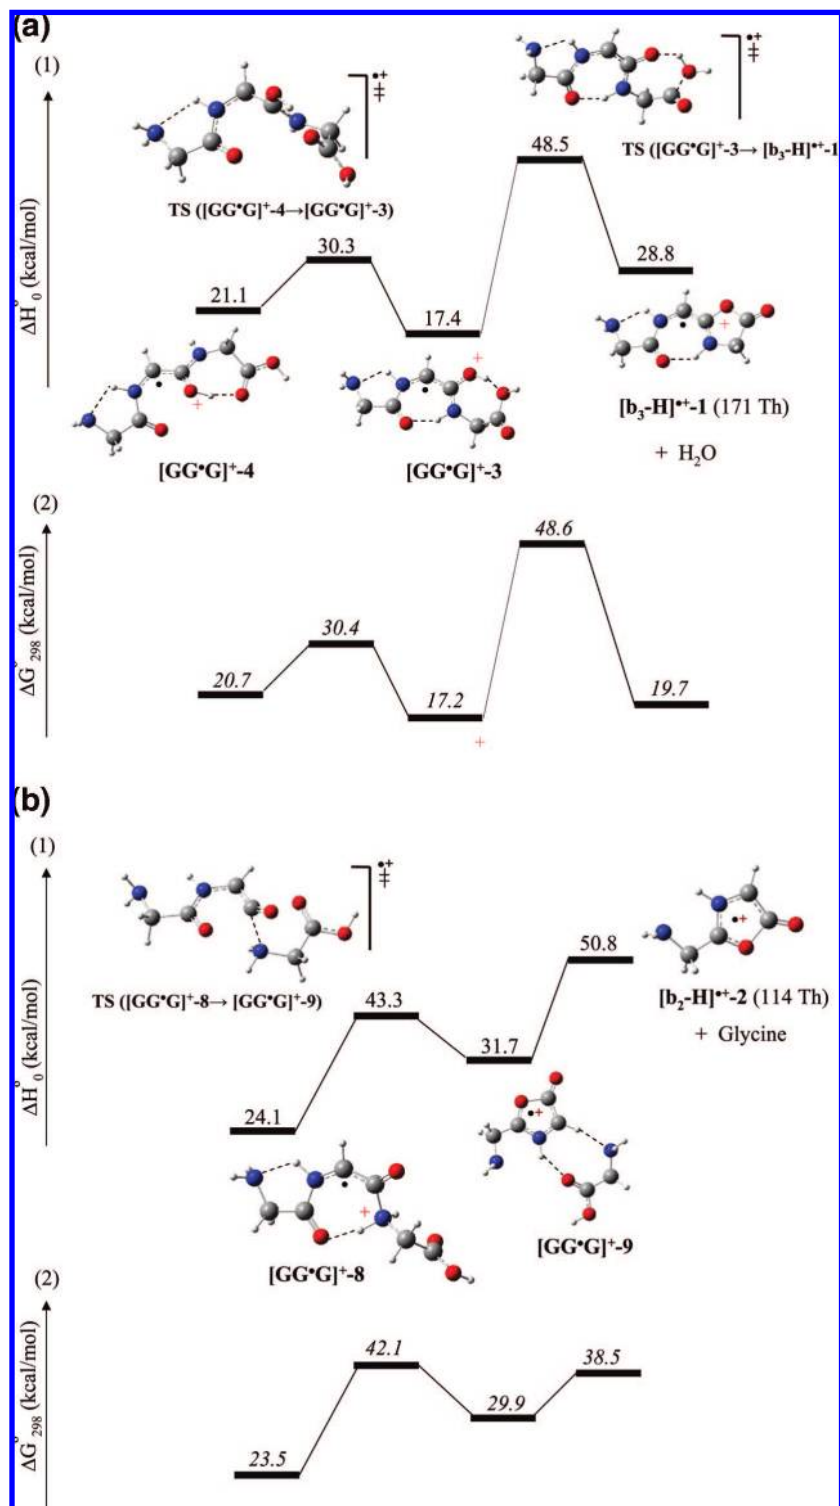 (a)
(1)
ΔH°0 (kcal/mol)
•+
‡
TS ([GG•G]+-4→[GG•G]+-3)
•+
‡
TS ([GG•G]+-3→ [b3-H]•+-1)
21.1
30.3
17.4
48.5
28.8
•
+
[GG•G]+-4
+
•
[GG•G]+-3
+
•
[b3-H]•+-1 (171 Th)
+ H2O
(2)
ΔG°298 (kcal/mol)
20.7
30.4
17.2
48.6
19.7
+
(b)
(1)
ΔH°0 (kcal/mol)
•+
‡
TS ([GG•G]+-8→ [GG•G]+-9)
24.1
43.3
31.7
50.8
•+
[b2-H]•+-2 (114 Th)
+ Glycine
•
+
[GG•G]+-8
•+
[GG•G]+-9
(2)
ΔG°298 (kcal/mol)
23.5
42.1
29.9
38.5